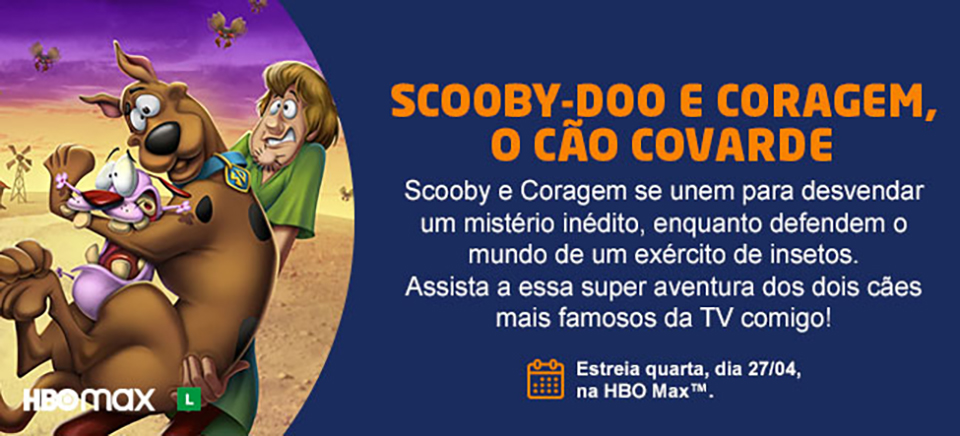 SCOOBY-DOO E CORAGEM,
O CÃO COVARDE
Scooby e Coragem se unem para desvendar
um mistério inédito, enquanto defendem o
mundo de um exército de insetos.
Assista a essa super aventura dos dois cães
mais famosos da TV comigo!
Estreia quarta, dia 27/04,
na HBO Max™.
HBOMAX L